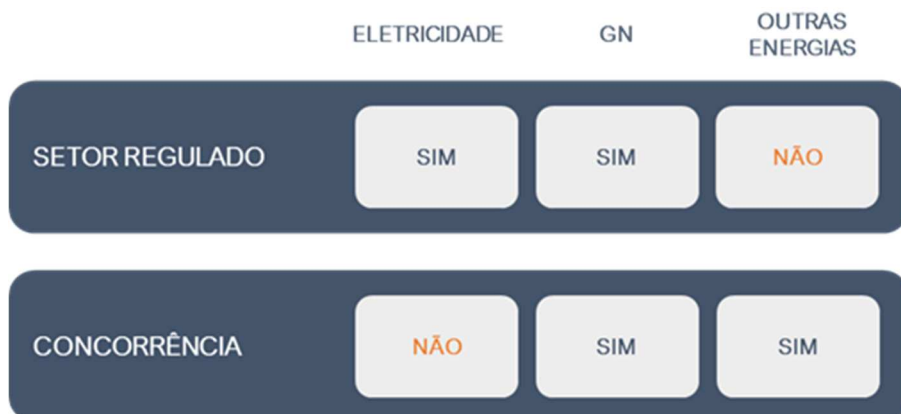 ELETRICIDADE GN OUTRAS
ENERGIAS
SETOR REGULADO SIM SIM NÃO
CONCORRÊNCIA NÃO SIM SIM